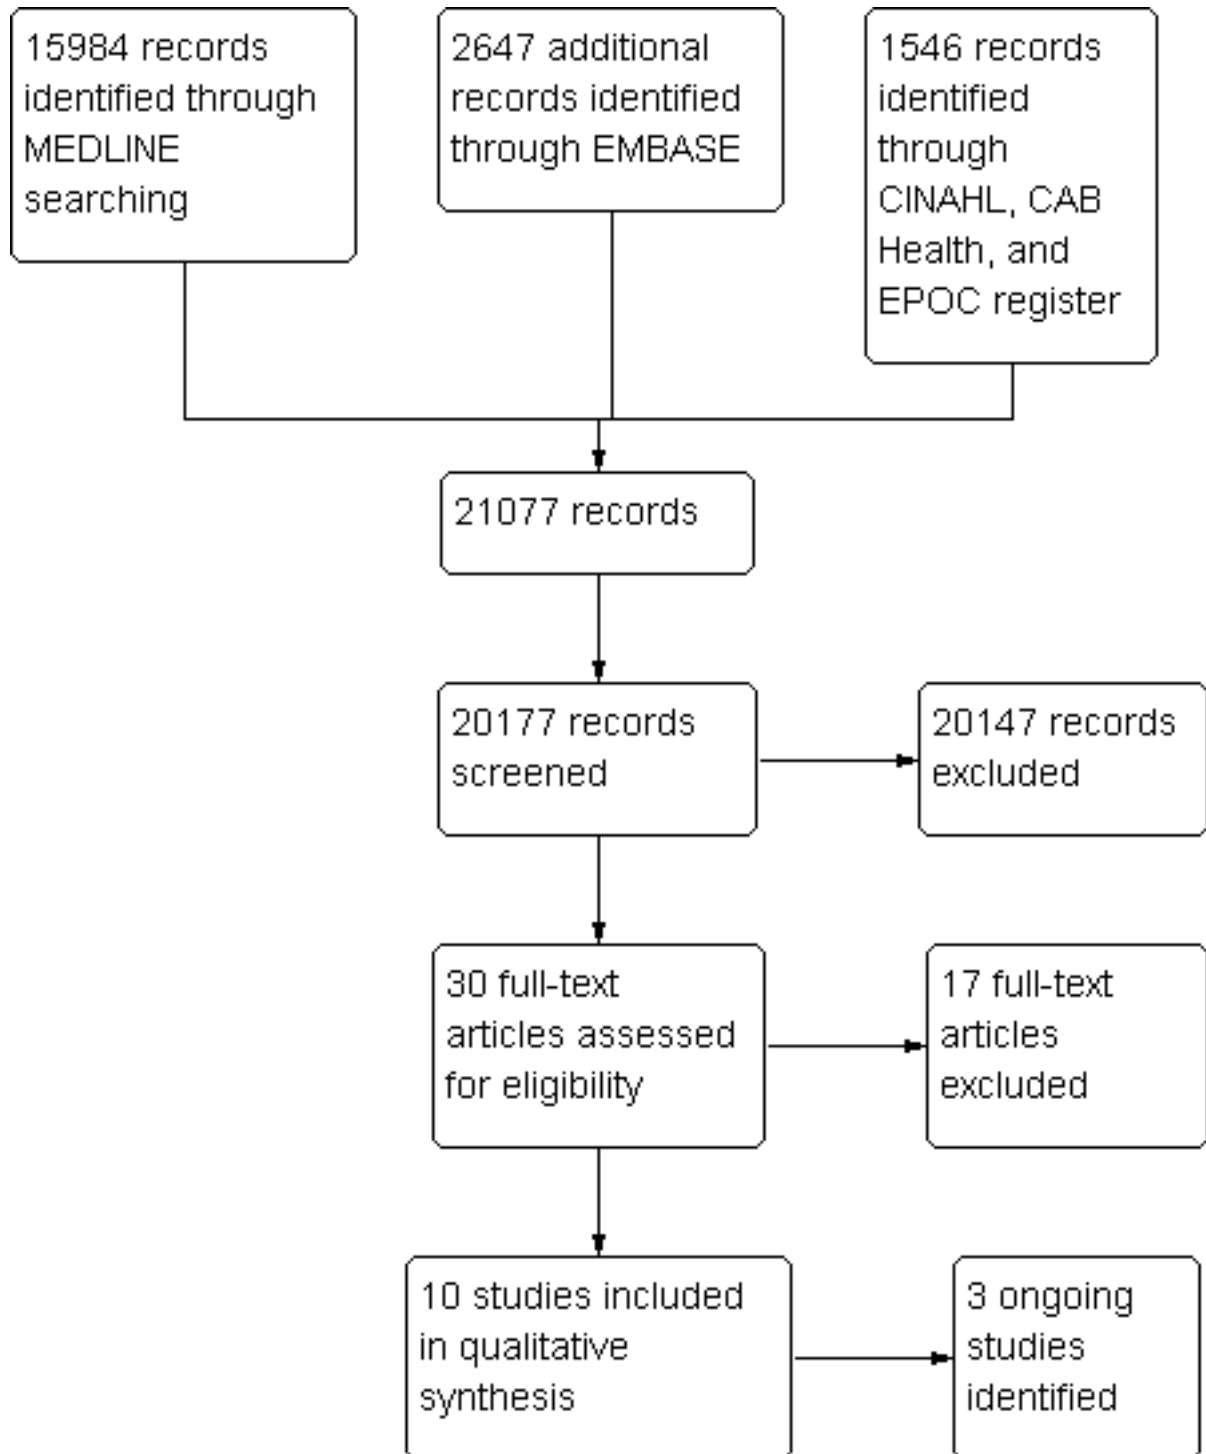 15984 records
identified through
MEDLINE
searching
2647 additional
records identified
through EMBASE
1546 records
identified
through
CINAHL, CAB
Health, and
EPOC register
21077 records
20177 records
screened
20147 records
excluded
30 full-text
articles assessed
for eligibility
17 full-text
articles
excluded
10 studies included
in qualitative
synthesis
3 ongoing
studies
identified